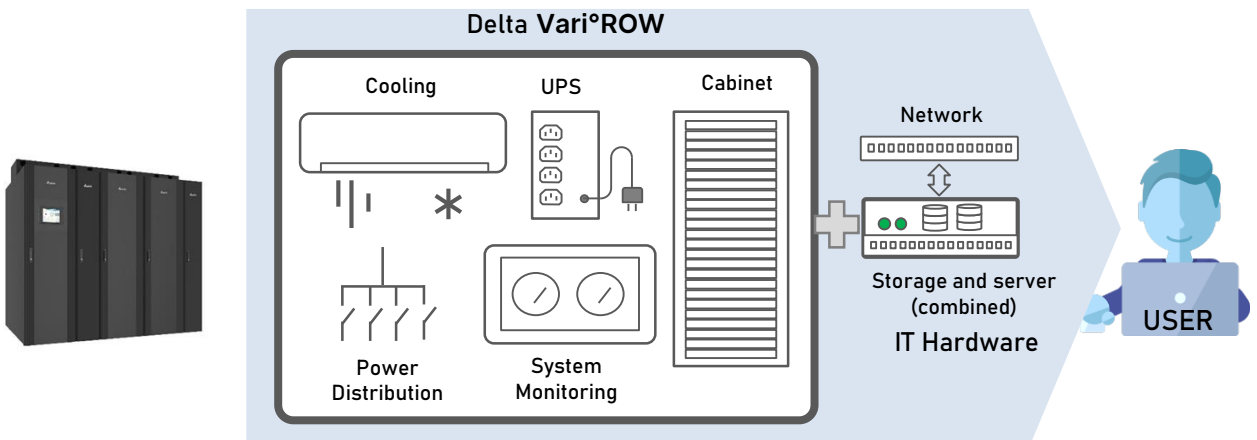 Delta Vari°ROW
Cooling
UPS
Cabinet
Network
Power
Distribution
System
Monitoring
Storage and server
(combined)
IT Hardware
USER